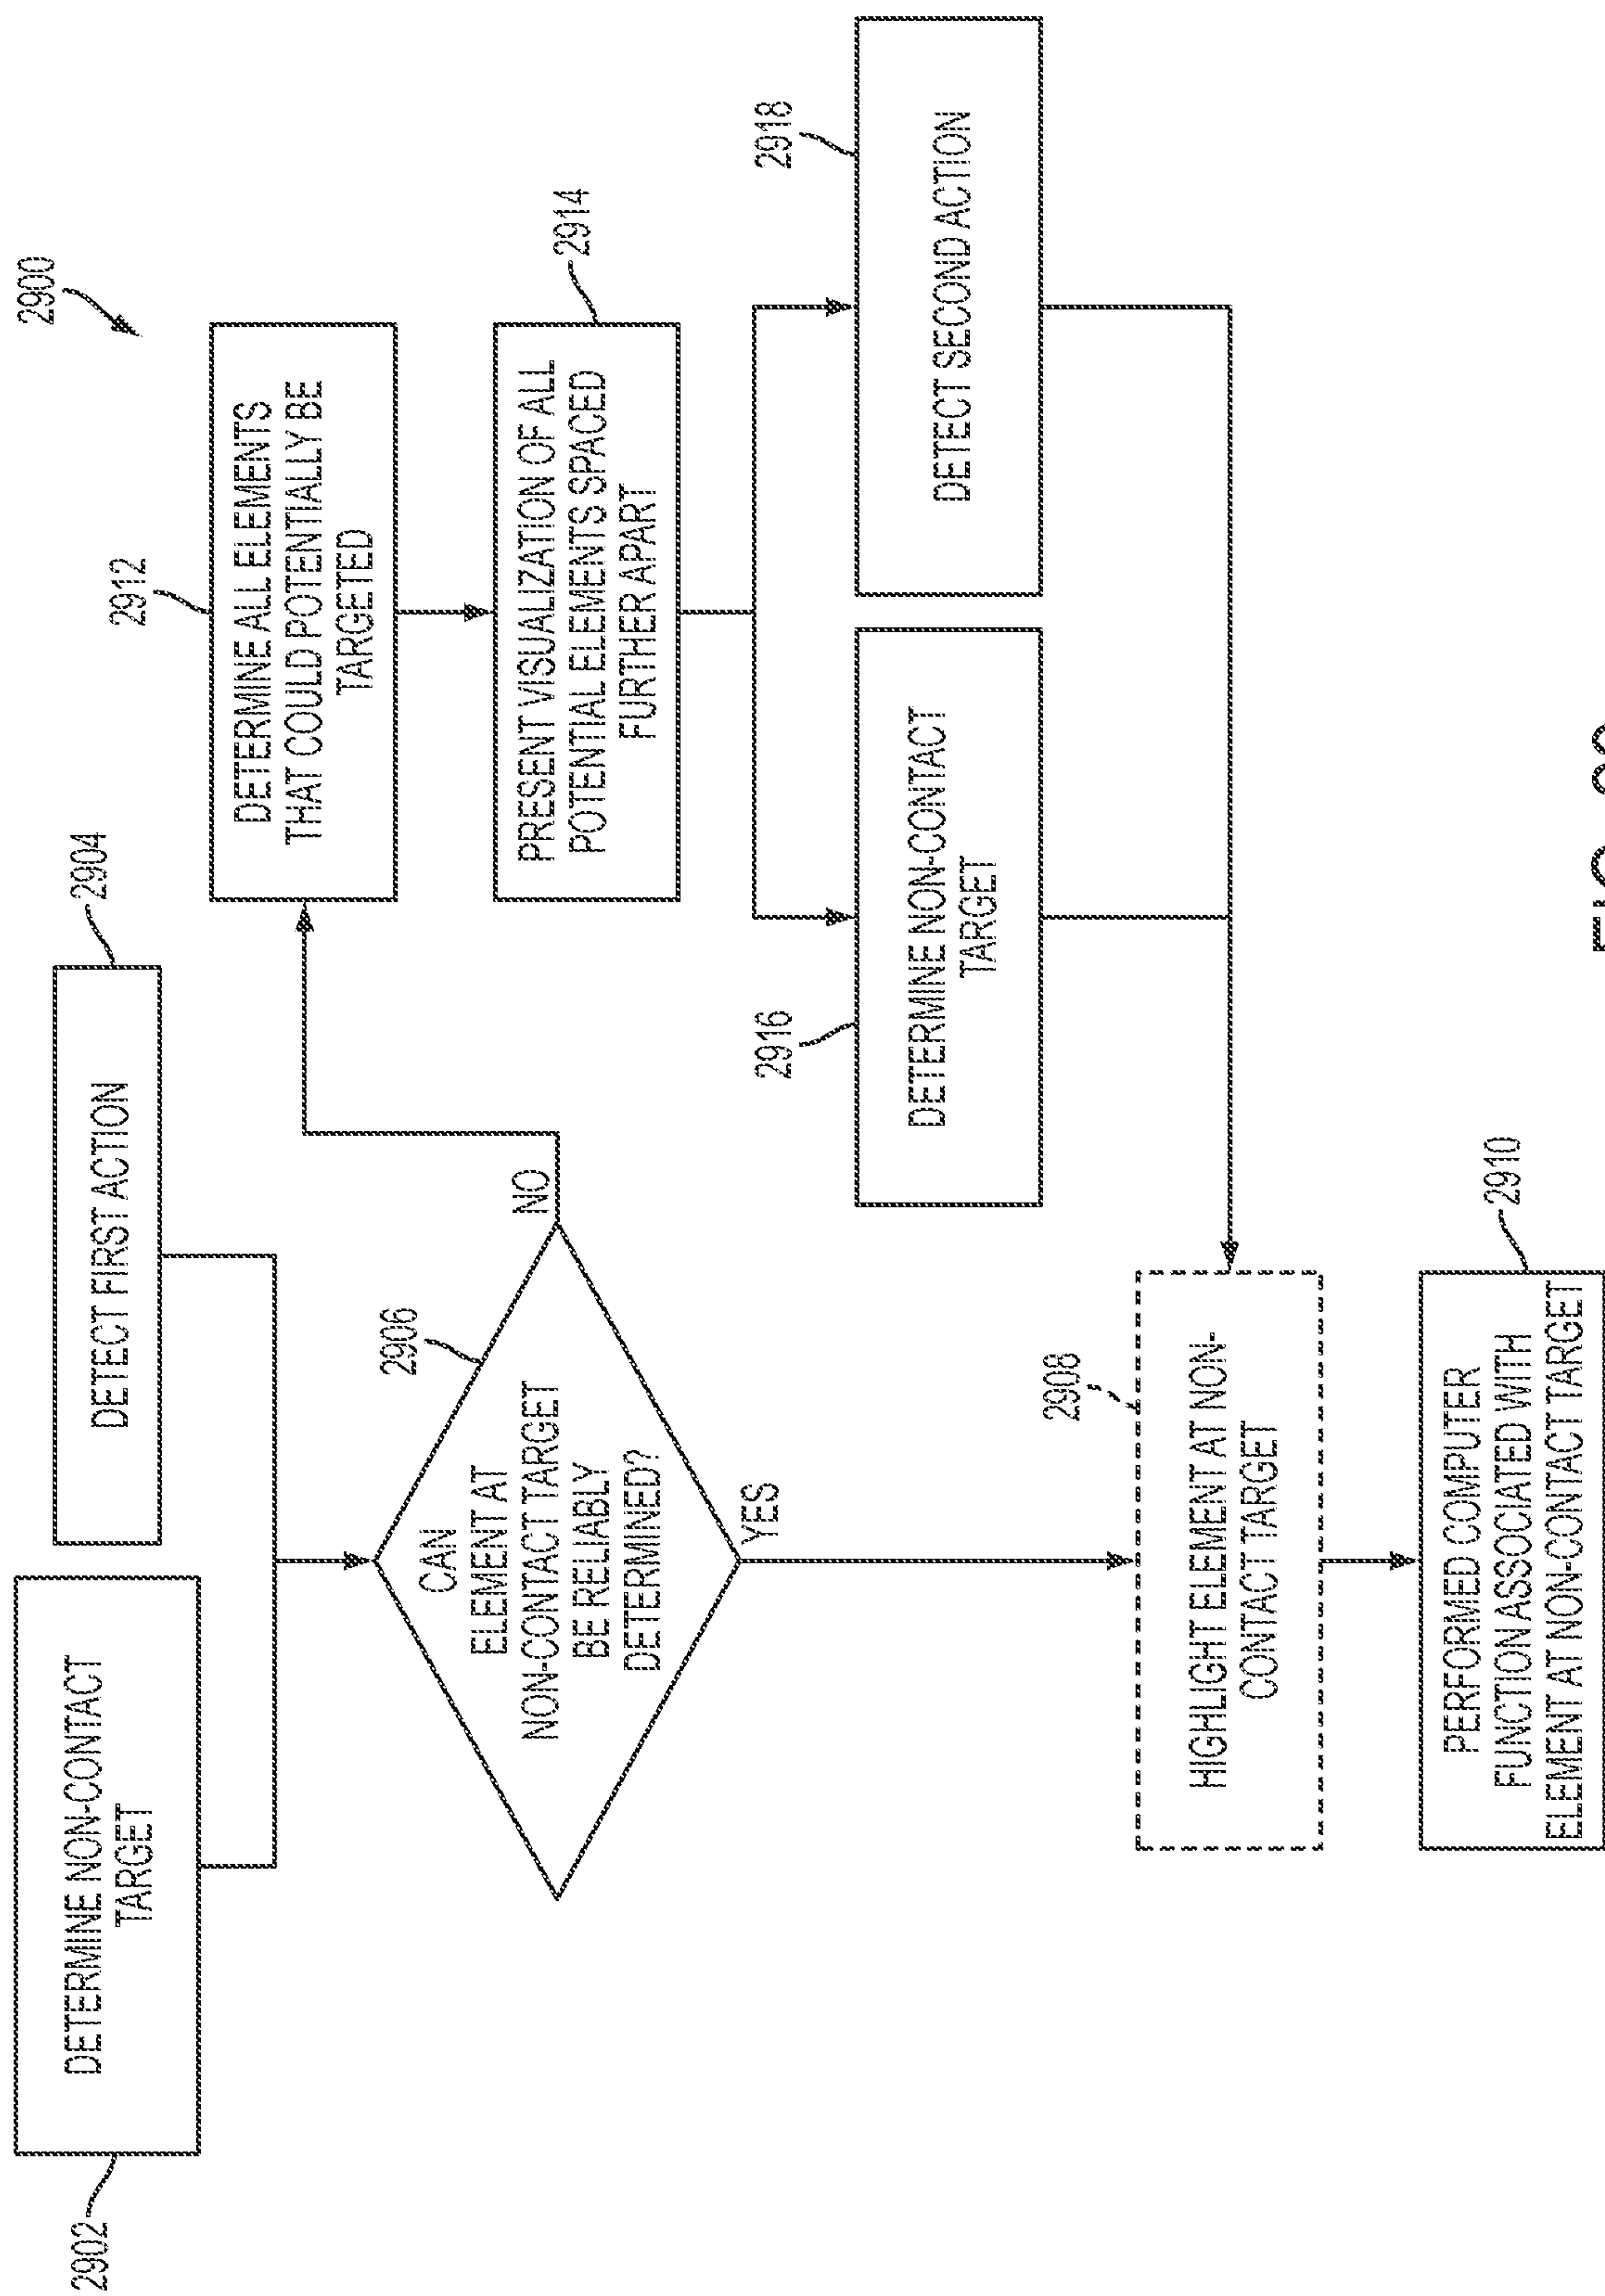 2900
2902
DETERMINE NON-CONTACT
TARGET
2904
DETECT FIRST ACTION
2906
CAN
ELEMENT AT
NON-CONTACT TARGET
BE RELIABLY
DETERMINED?
NO
YES
2912
DETERMINE ALL ELEMENTS
THAT COULD POTENTIALLY BE
TARGETED
2914
PRESENT VISUALIZATION OF ALL
POTENTIAL ELEMENTS SPACED
FURTHER APART
2916
DETERMINE NON-CONTACT
TARGET
2918
DETECT SECOND ACTION
2908
HIGHLIGHT ELEMENT AT NON-
CONTACT TARGET
2910
PERFORMED COMPUTER
FUNCTION ASSOCIATED WITH
ELEMENT AT NON-CONTACT TARGET